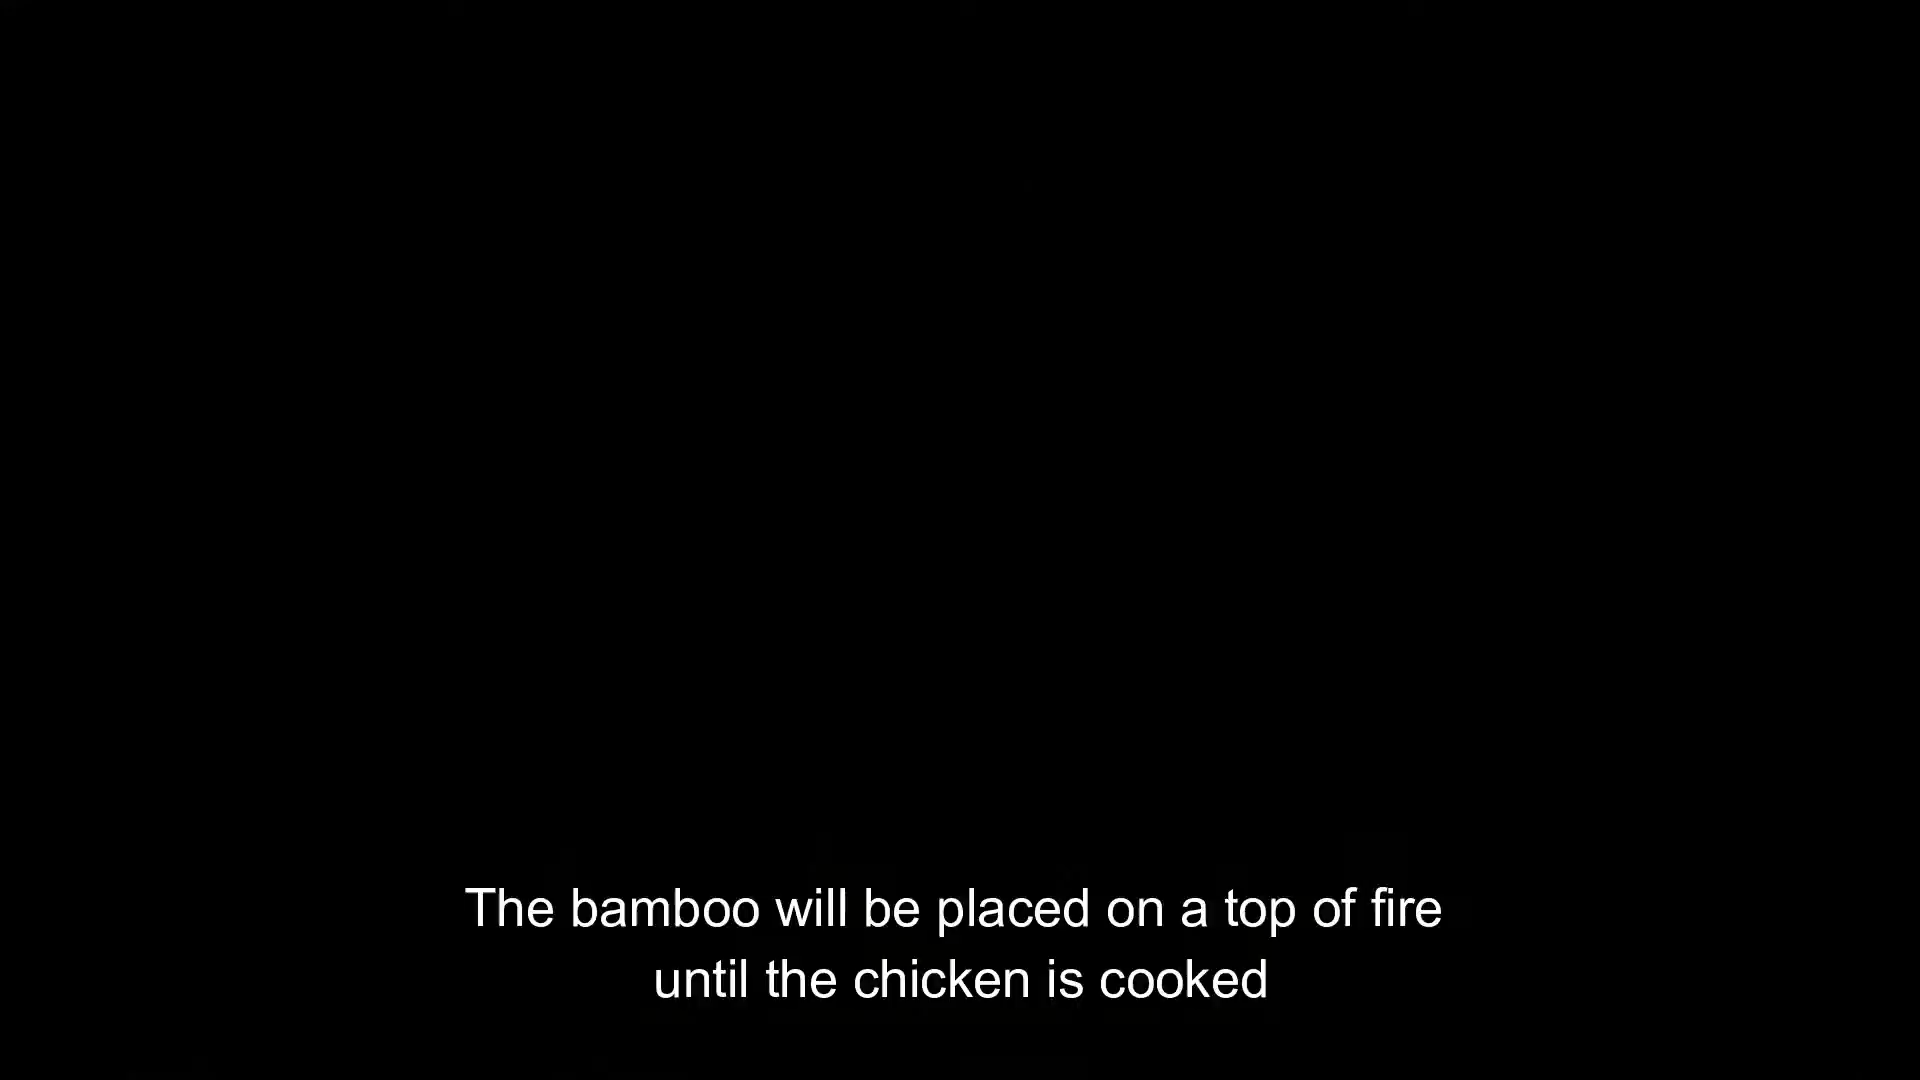 The bamboo will be placed on a top of fire
until the chicken is cooked